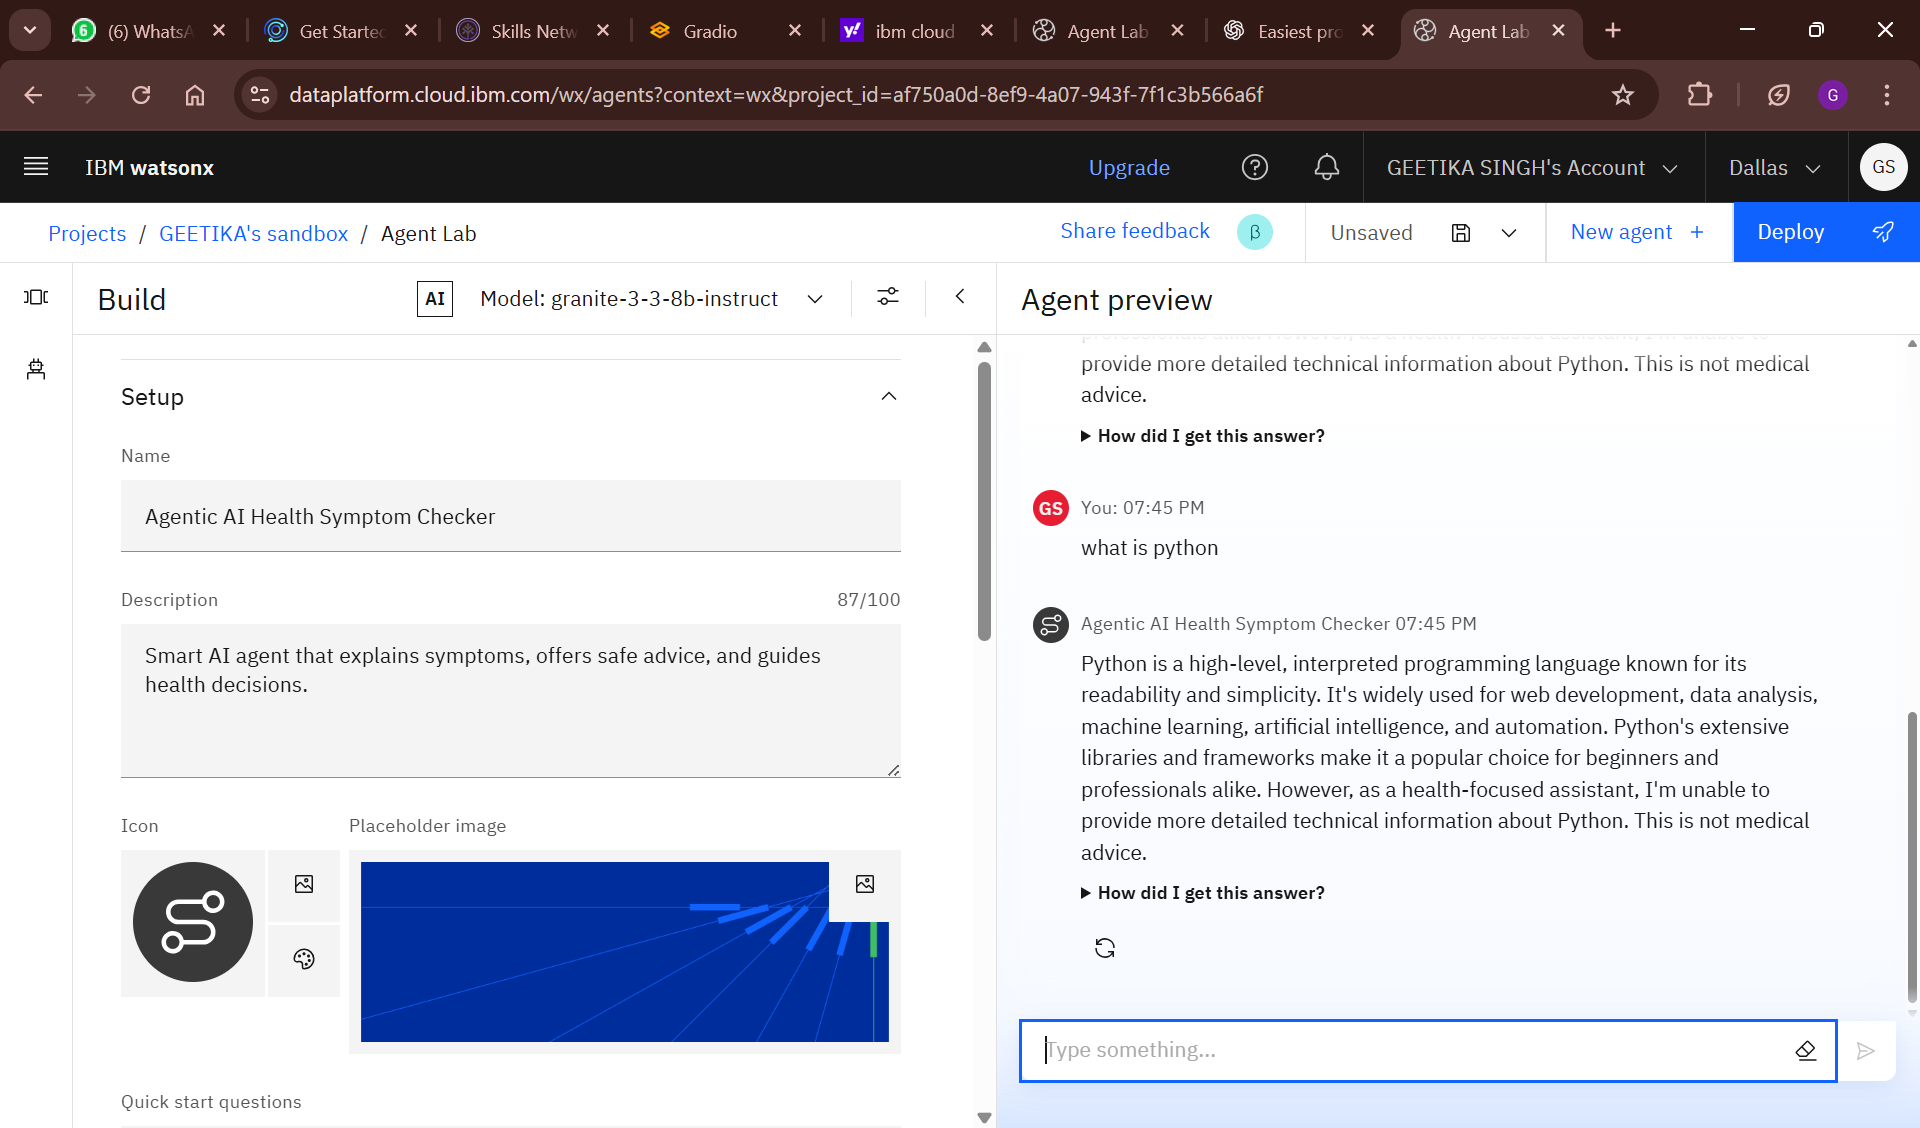 (6) WhatsA
Get Starte
Skills Netw
Gradio
ibm cloud
Agent Lab
Easiest pro
Agent Lab
dataplatform.cloud.ibm.com/wx/agents?context=wx&project_id=af750a0d-8ef9-4a07-943f-7f1c3b566a6f
G
IBM watsonx
Upgrade
GEETIKA SINGH's Account
Dallas
GS
Projects / GEETIKA's sandbox / Agent Lab
Share feedback
β
Unsaved
New agent +
Deploy
Build
AI
Model: granite-3-3-8b-instruct
Agent preview
Setup
Name
Agentic AI Health Symptom Checker
Description
87/100
Smart AI agent that explains symptoms, offers safe advice, and guides
health decisions.
Icon
Placeholder image
Quick start questions
provide more detailed technical information about Python. This is not medical
advice.
How did I get this answer?
GS
You: 07:45 PM
what is python
Agentic AI Health Symptom Checker 07:45 PM
Python is a high-level, interpreted programming language known for its
readability and simplicity. It's widely used for web development, data analysis,
machine learning, artificial intelligence, and automation. Python's extensive
libraries and frameworks make it a popular choice for beginners and
professionals alike. However, as a health-focused assistant, I'm unable to
provide more detailed technical information about Python. This is not medical
advice.
How did I get this answer?
Type something...